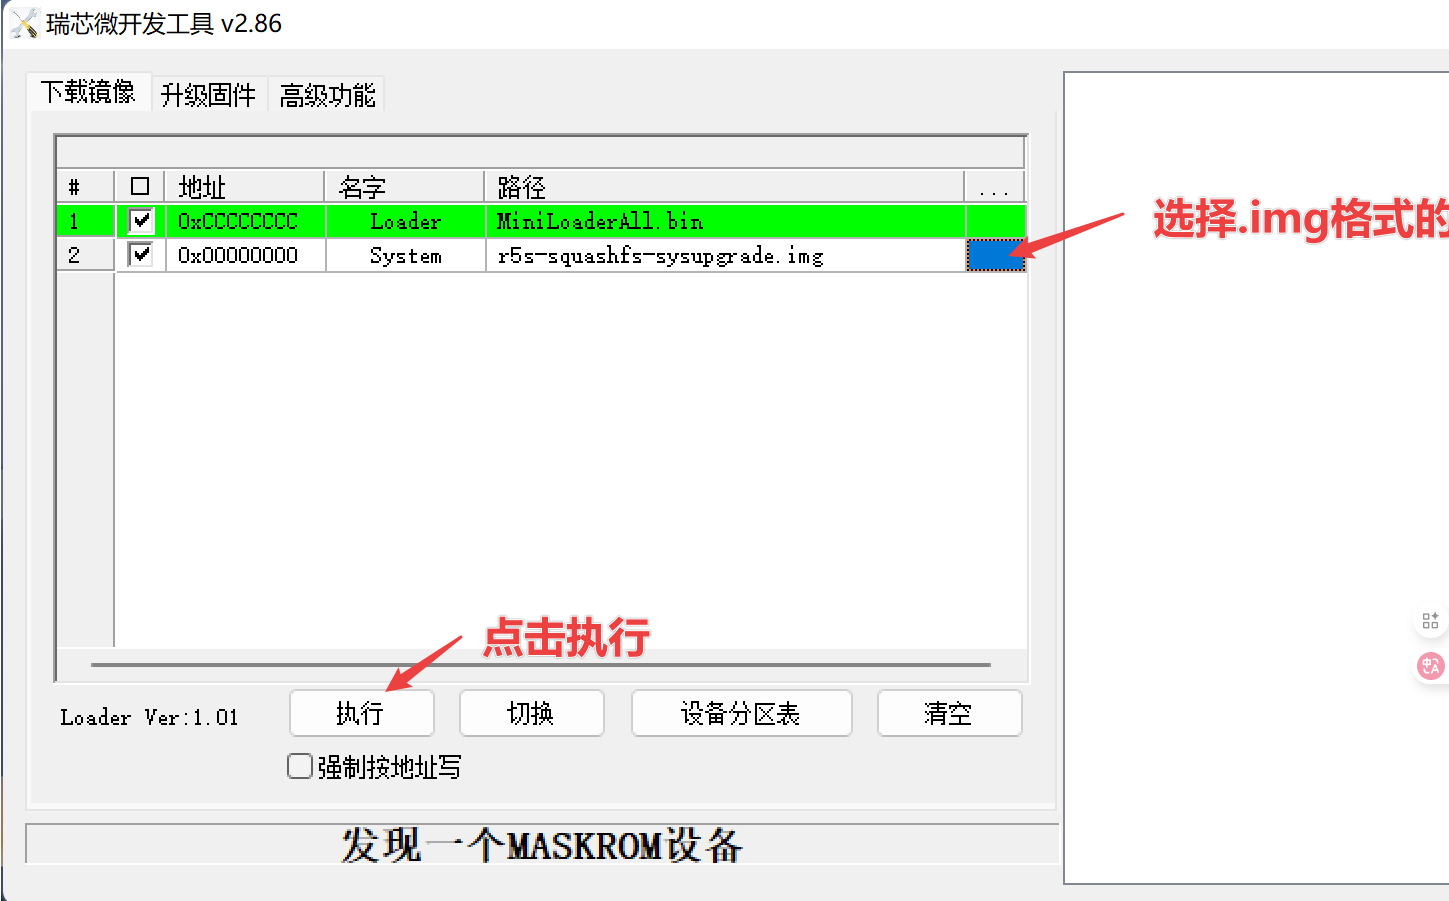 瑞芯微开发工具 v2.86
下载镜像 升级固件 高级功能
# 地址 名字 路径 ...
1 0xCCCCCCCC Loader MiniLoaderAll.bin
2 0x00000000 System r5s-squashfs-sysupgrade.img
选择.img格式的
点击执行
Loader Ver:1.01 执行 切换 设备分区表 清空
强制按地址写
发现一个MASKROM设备